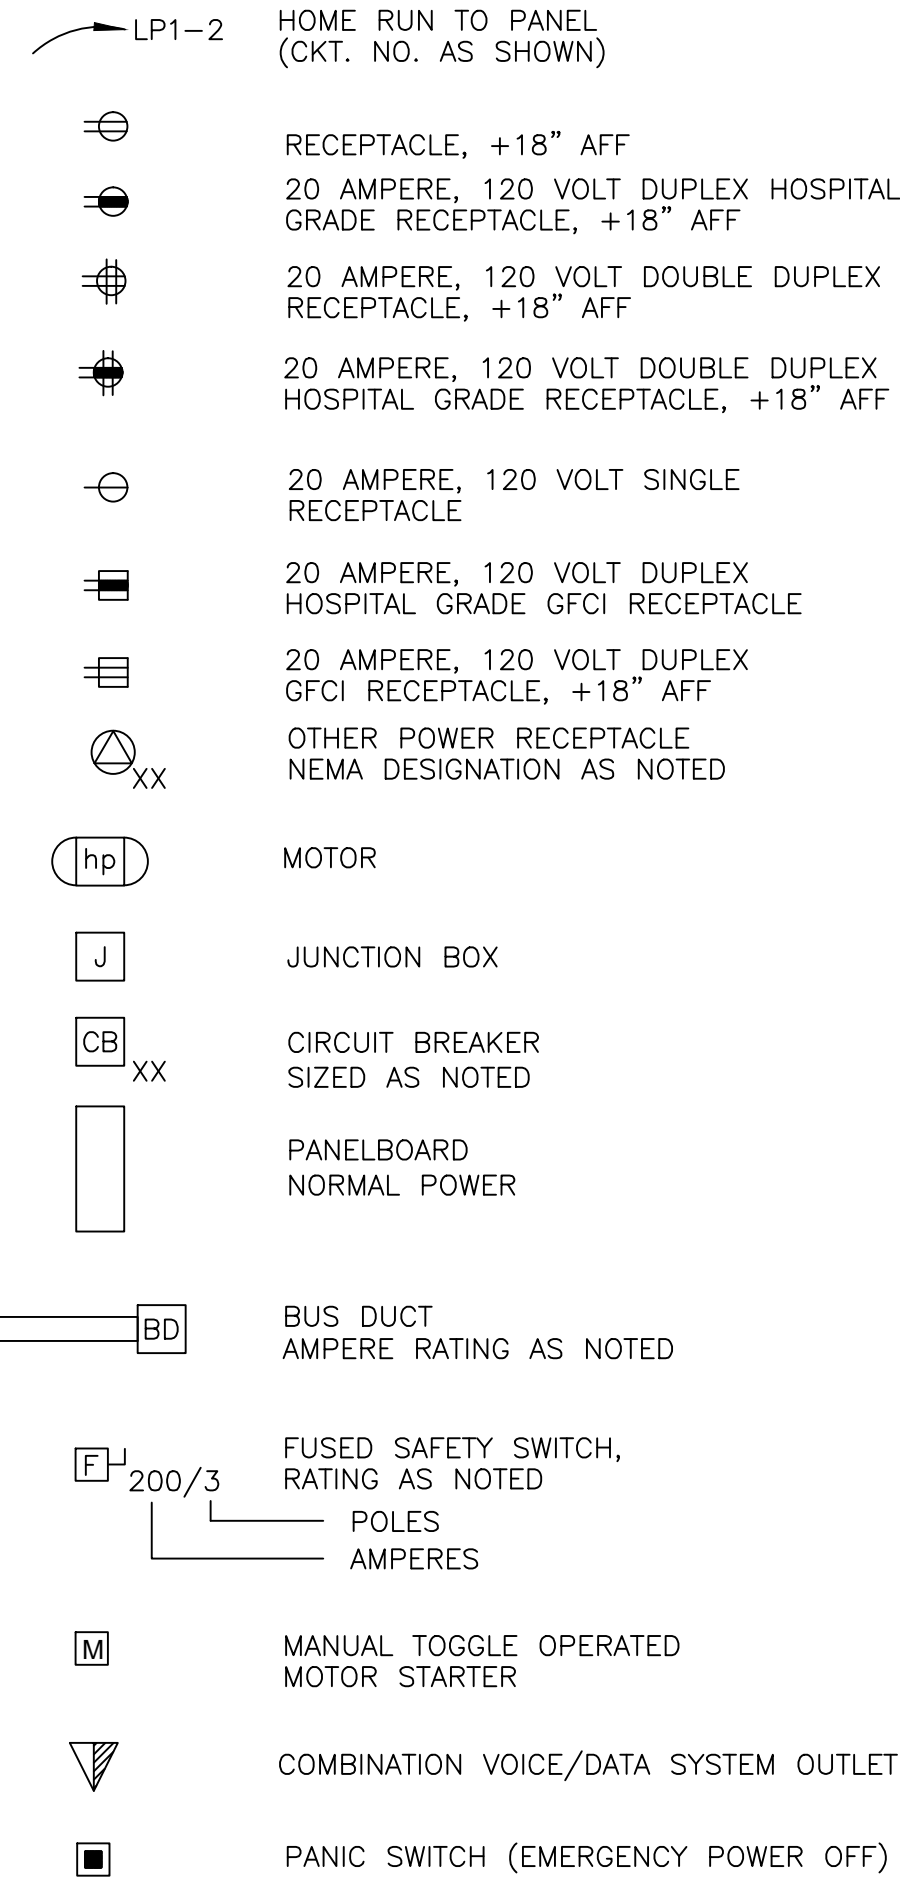 LP1-2 HOME RUN TO PANEL
(CKT. NO. AS SHOWN)
RECEPTACLE, +18" AFF
20 AMPERE, 120 VOLT DUPLEX HOSPITAL
GRADE RECEPTACLE, +18" AFF
20 AMPERE, 120 VOLT DOUBLE DUPLEX
RECEPTACLE, +18" AFF
20 AMPERE, 120 VOLT DOUBLE DUPLEX
HOSPITAL GRADE RECEPTACLE, +18" AFF
20 AMPERE, 120 VOLT SINGLE
RECEPTACLE
20 AMPERE, 120 VOLT DUPLEX
HOSPITAL GRADE GFCI RECEPTACLE
20 AMPERE, 120 VOLT DUPLEX
GFCI RECEPTACLE, +18" AFF
OTHER POWER RECEPTACLE
XX NEMA DESIGNATION AS NOTED
hp MOTOR
J JUNCTION BOX
CB CIRCUIT BREAKER
XX SIZED AS NOTED
PANELBOARD
NORMAL POWER
BD BUS DUCT
AMPERE RATING AS NOTED
F FUSED SAFETY SWITCH,
200/3 RATING AS NOTED
POLES
AMPERES
M MANUAL TOGGLE OPERATED
MOTOR STARTER
COMBINATION VOICE/DATA SYSTEM OUTLET
PANIC SWITCH (EMERGENCY POWER OFF)